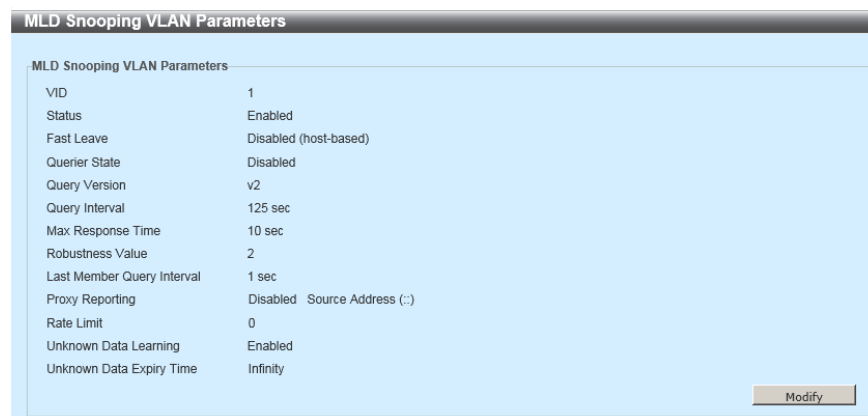 MLD Snooping VLAN Parameters
MLD Snooping VLAN Parameters
VID 1
Status Enabled
Fast Leave Disabled (host-based)
Querier State Disabled
Query Version v2
Query Interval 125 sec
Max Response Time 10 sec
Robustness Value 2
Last Member Query Interval 1 sec
Proxy Reporting Disabled Source Address (::)
Rate Limit 0
Unknown Data Learning Enabled
Unknown Data Expiry Time Infinity
Modify